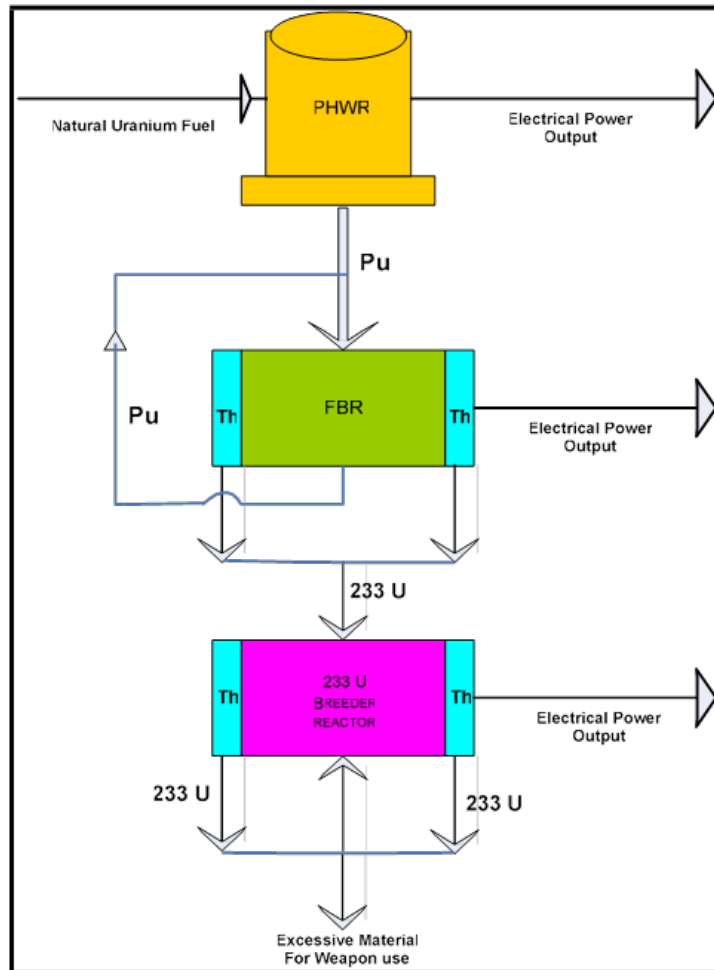 PHWR
Natural Uranium Fuel
Electrical Power
Output
Pu
Pu
Th
FBR
Th
Electrical Power
Output
233 U
Th
233 U
BREEDER
REACTOR
Th
Electrical Power
Output
233 U
233 U
Excessive Material
For Weapon use